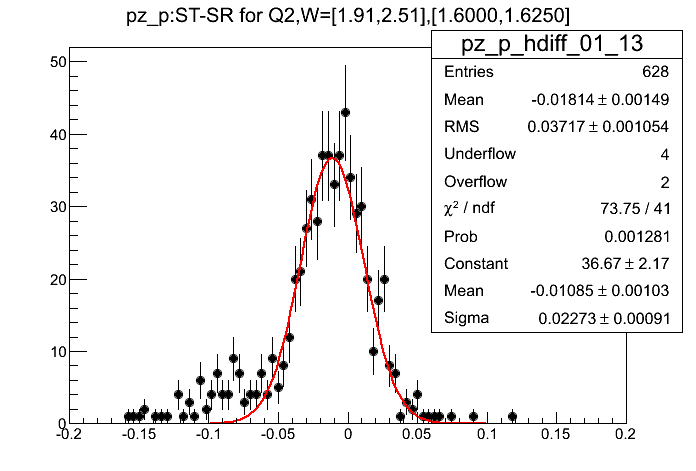 pz_p:ST-SR for Q2,W=[1.91,2.51],[1.6000,1.6250]
pz_p_hdiff_01_13
Entries 628
Mean -0.01814 ± 0.00149
RMS 0.03717 ± 0.001054
Underflow 4
Overflow 2
χ² / ndf 73.75 / 41
Prob 0.001281
Constant 36.67 ± 2.17
Mean -0.01085 ± 0.00103
Sigma 0.02273 ± 0.00091
50
40
30
20
10
0
-0.2 -0.15 -0.1 -0.05 0 0.05 0.1 0.15 0.2